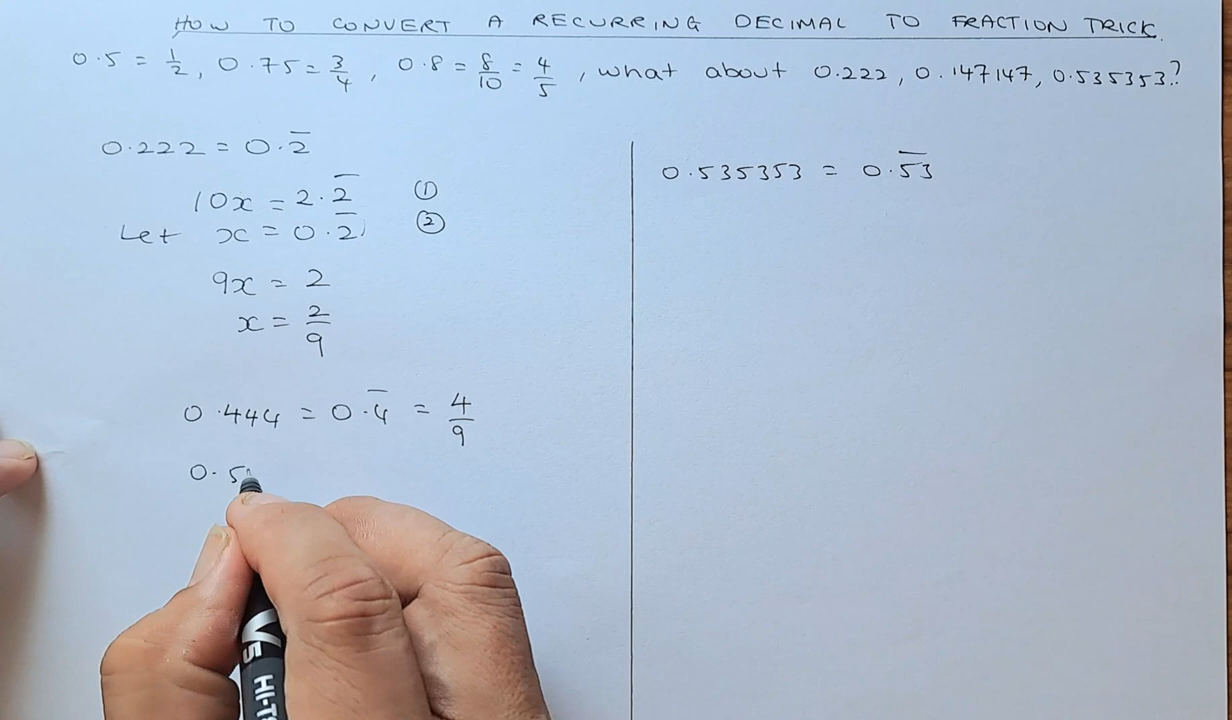 HOW TO CONVERT A RECURRING DECIMAL TO FRACTION TRICK.
0.5 = 1/2, 0.75 = 3/4, 0.8 = 8/10 = 4/5, what about 0.222, 0.147147, 0.535353?
0.222 = 0.2̅
10x = 2.2̅ ①
Let x = 0.2̅ ②
9x = 2
x = 2/9
0.444 = 0.4̅ = 4/9
0.5
0.535353 = 0.5̅3̅
V5
HI-T